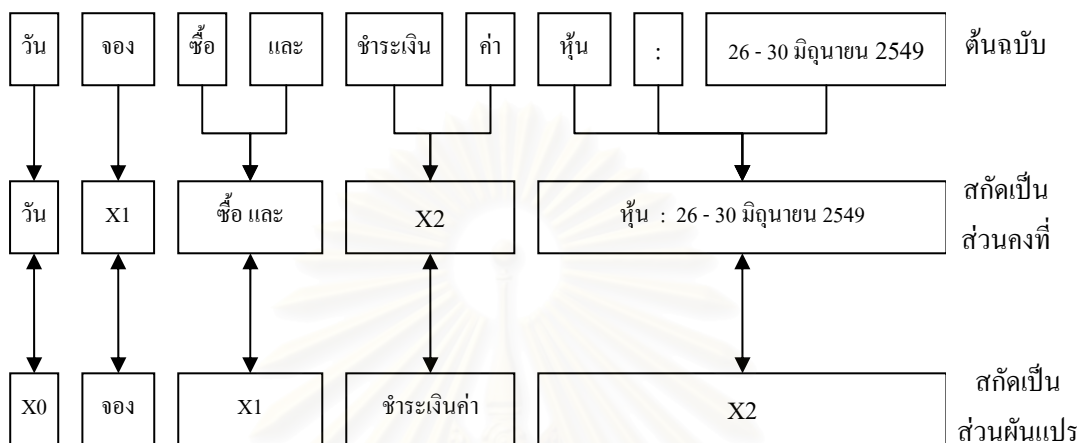 วัน จอง ซื้อ และ ชำระเงิน ค่า หุ้น : 26 - 30 มิถุนายน 2549 ต้นฉบับ
วัน X1 ซื้อ และ X2 หุ้น : 26 - 30 มิถุนายน 2549 สกัดเป็น
ส่วนคงที่
X0 จอง X1 ชำระเงินค่า X2 สกัดเป็น
ส่วนผันแปร